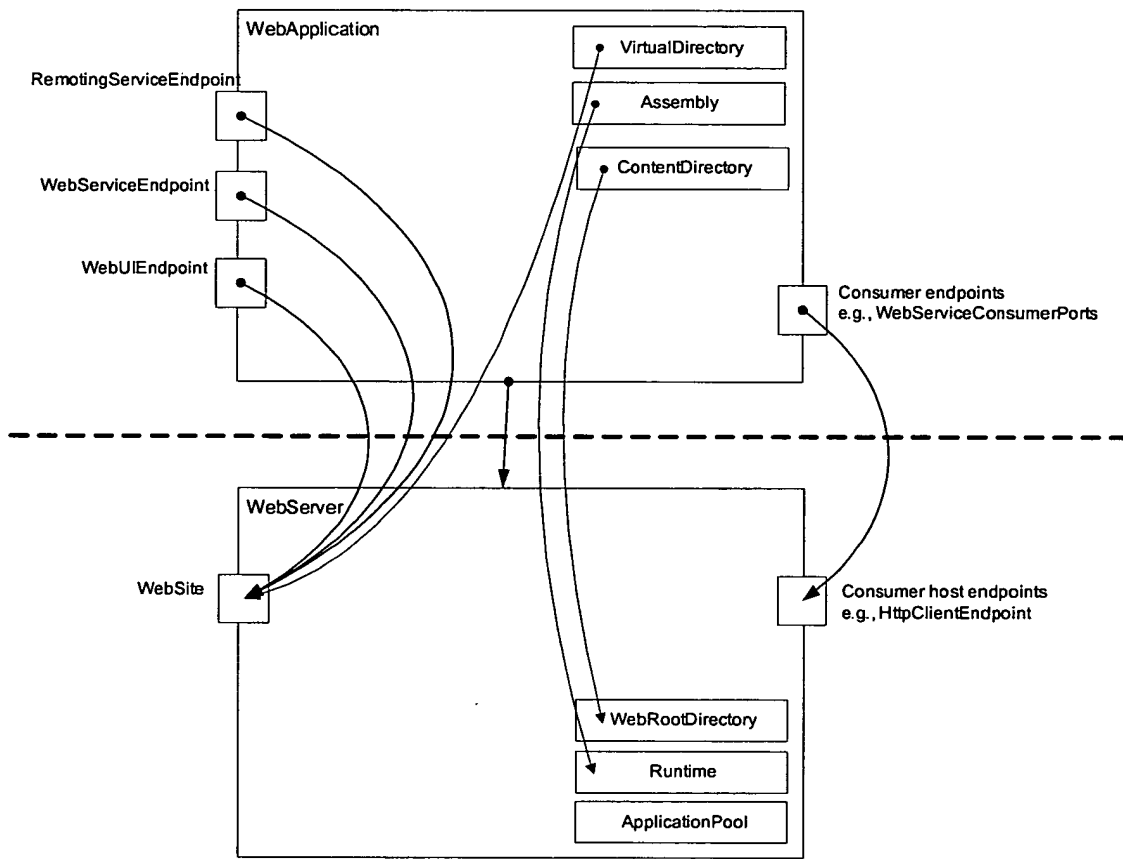 WebApplication
VirtualDirectory
RemotingServiceEndpoint
Assembly
ContentDirectory
WebServiceEndpoint
WebUIEndpoint
Consumer endpoints
e.g., WebServiceConsumerPorts
WebServer
WebSite
Consumer host endpoints
e.g., HttpClientEndpoint
WebRootDirectory
Runtime
ApplicationPool